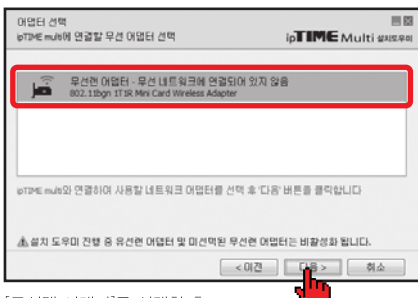 어댑터 선택
ipTIME multi에 연결할 무선 어댑터 선택
ipTIME Multi 설치도우미
무선랜 어댑터 - 무선 네트워크에 연결되어 있지 않음
802.11bgn 1T1R Mini Card Wireless Adapter
ipTIME multi와 연결하여 사용할 네트워크 어댑터를 선택 후 '다음' 버튼을 클릭합니다
설치 도우미 진행 중 유선랜 어댑터 및 미선택된 무선랜 어댑터는 비활성화 됩니다.
< 이전
다음 >
취소